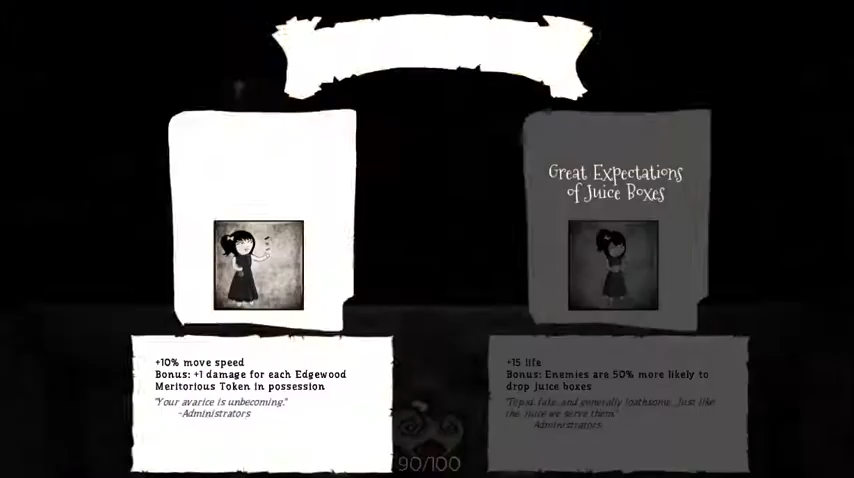 Great Expectations
of Juice Boxes
+10% move speed
Bonus: +1 damage for each Edgewood
Meritorious Token in possession
"Your avarice is unbecoming."
-Administrators
+15 life
Bonus: Enemies are 50% more likely to
drop juice boxes
"Tepid, fake, and generally loathsome. Just like
the juice we serve them"
Administrators
90/100